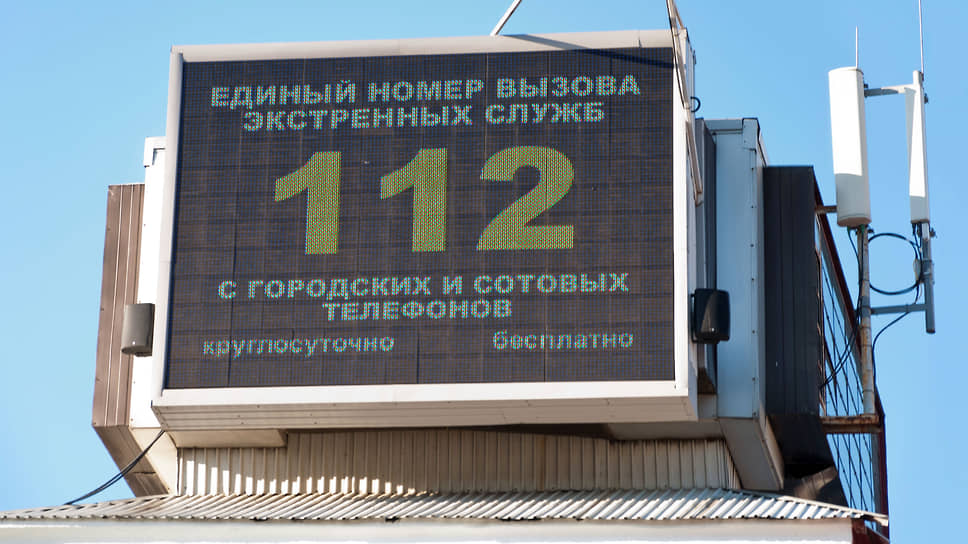 ЕДИНЫЙ НОМЕР ВЫЗОВА
ЭКСТРЕННЫХ СЛУЖБ
112
С ГОРОДСКИХ И СОТОВЫХ
ТЕЛЕФОНОВ
круглосуточно бесплатно